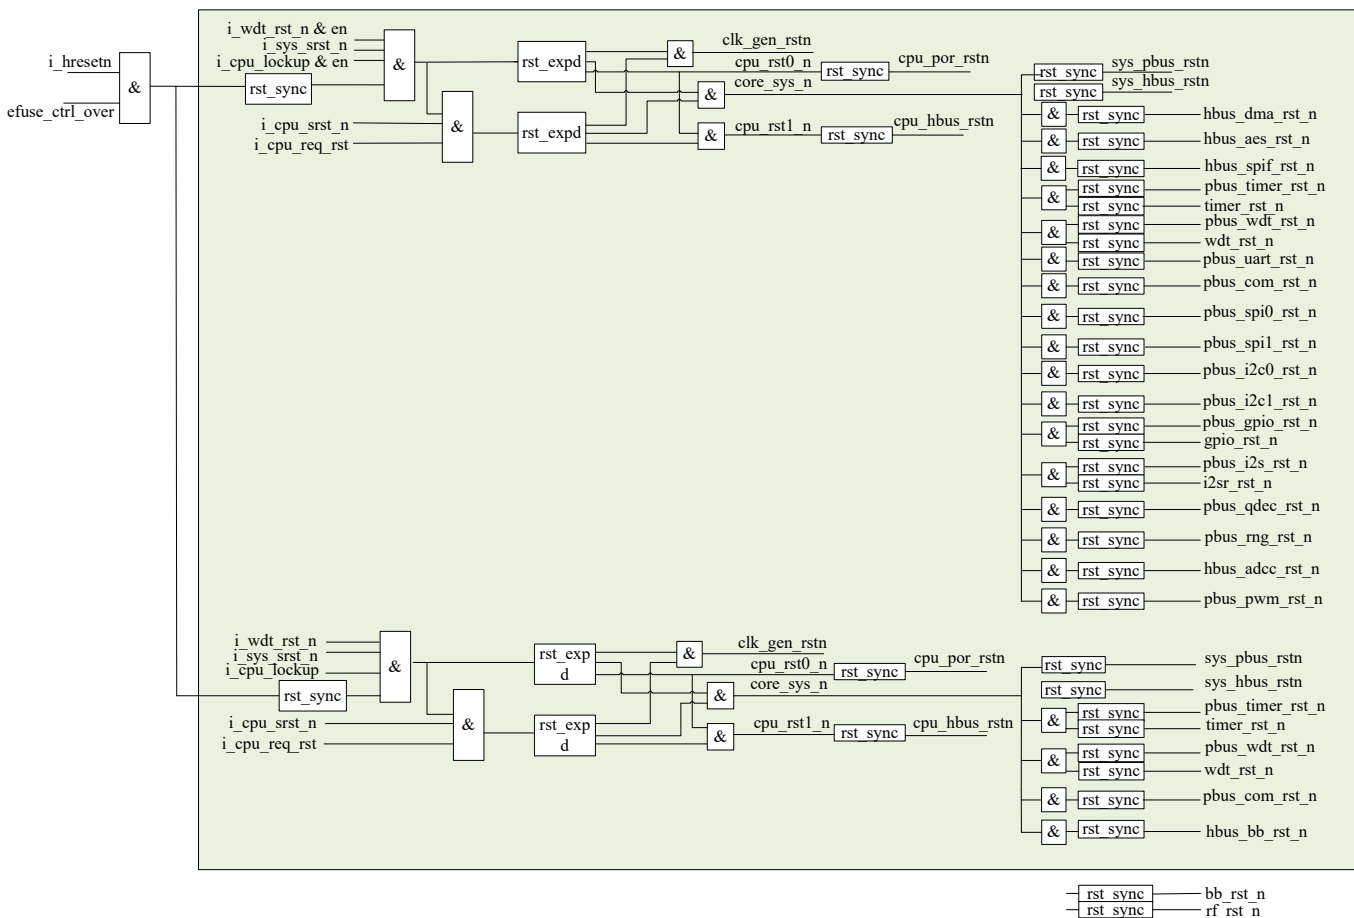 i_hresetn
&
efuse_ctrl_over
i_wdt_rst_n & en
i_sys_srst_n
i_cpu_lockup & en
rst_sync
&
i_cpu_srst_n
i_cpu_req_rst
&
rst_expd
rst_expd
&
clk_gen_rstn
cpu_rst0_n
rst_sync
cpu_por_rstn
&
core_sys_n
&
cpu_rst1_n
rst_sync
cpu_hbus_rstn
rst_sync
sys_pbus_rstn
rst_sync
sys_hbus_rstn
&
rst_sync
hbus_dma_rst_n
&
rst_sync
hbus_aes_rst_n
&
rst_sync
hbus_spif_rst_n
&
rst_sync
pbus_timer_rst_n
rst_sync
timer_rst_n
&
rst_sync
pbus_wdt_rst_n
rst_sync
wdt_rst_n
&
rst_sync
pbus_uart_rst_n
&
rst_sync
pbus_com_rst_n
&
rst_sync
pbus_spi0_rst_n
&
rst_sync
pbus_spi1_rst_n
&
rst_sync
pbus_i2c0_rst_n
&
rst_sync
pbus_i2c1_rst_n
&
rst_sync
pbus_gpio_rst_n
rst_sync
gpio_rst_n
&
rst_sync
pbus_i2s_rst_n
rst_sync
i2sr_rst_n
&
rst_sync
pbus_qdec_rst_n
&
rst_sync
pbus_rng_rst_n
&
rst_sync
hbus_adcc_rst_n
&
rst_sync
pbus_pwm_rst_n
i_wdt_rst_n
i_sys_srst_n
i_cpu_lockup
rst_sync
&
i_cpu_srst_n
i_cpu_req_rst
&
rst_exp
d
rst_exp
d
&
clk_gen_rstn
cpu_rst0_n
rst_sync
cpu_por_rstn
&
core_sys_n
&
cpu_rst1_n
rst_sync
cpu_hbus_rstn
rst_sync
sys_pbus_rstn
rst_sync
sys_hbus_rstn
&
rst_sync
pbus_timer_rst_n
rst_sync
timer_rst_n
&
rst_sync
pbus_wdt_rst_n
rst_sync
wdt_rst_n
&
rst_sync
pbus_com_rst_n
&
rst_sync
hbus_bb_rst_n
rst_sync
bb_rst_n
rst_sync
rf_rst_n